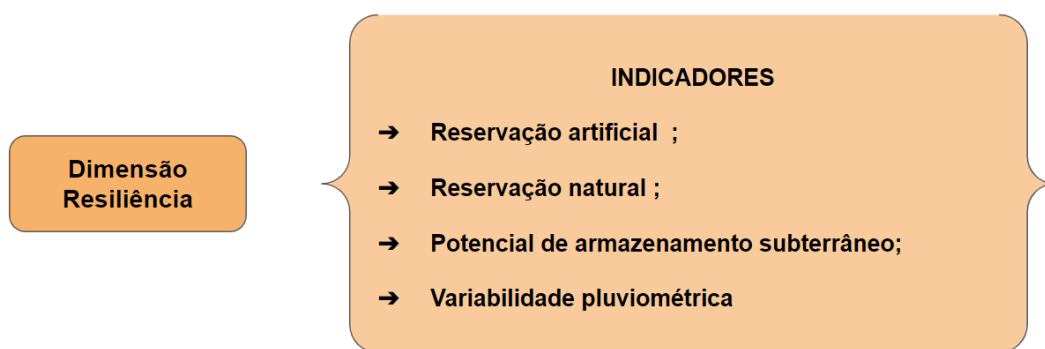 Dimensão
Resiliência
INDICADORES
➔ Reservação artificial ;
➔ Reservação natural ;
➔ Potencial de armazenamento subterrâneo;
➔ Variabilidade pluviométrica